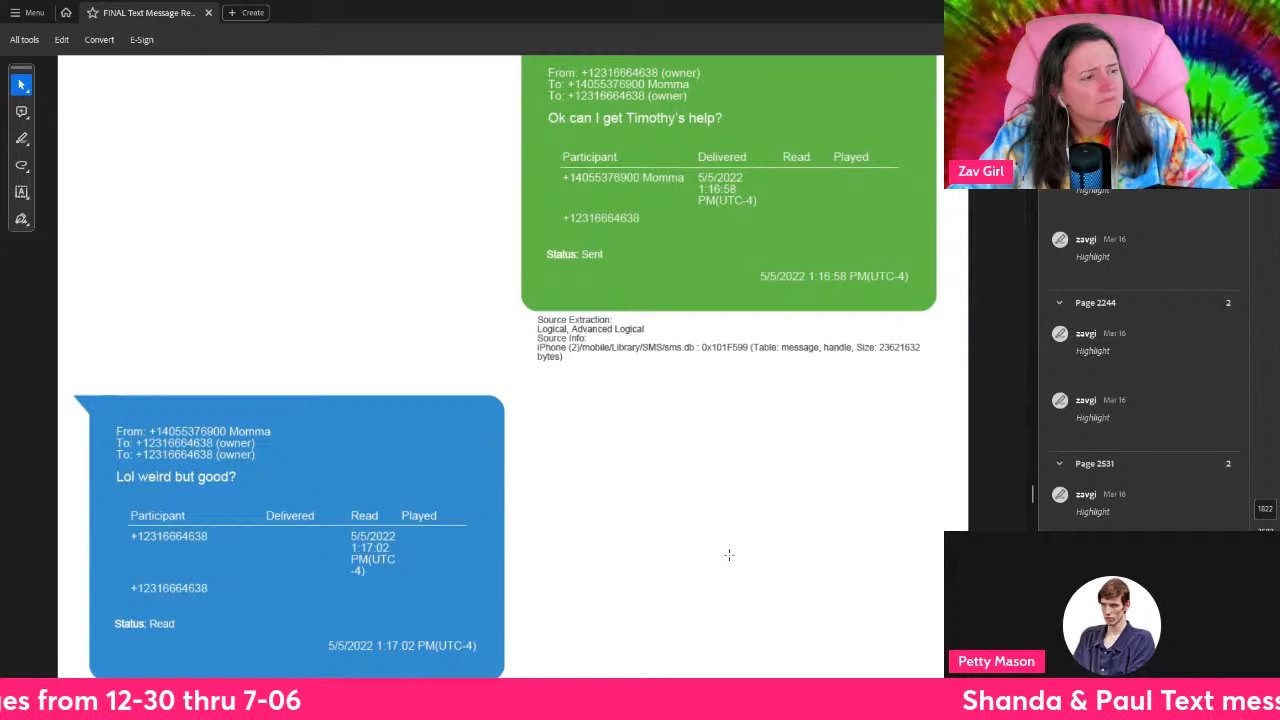 Menu
FINAL Text Message Re...
Create
All tools
Edit
Convert
E-Sign
From: +12316664638 (owner)
To: +14055376900 Momma
To: +12316664638 (owner)
Ok can I get Timothy's help?
Participant Delivered Read Played
+14055376900 Momma 5/5/2022
1:16:58
PM(UTC-4)
+12316664638
Status: Sent
5/5/2022 1:16:58 PM(UTC-4)
Source Extraction:
Logical, Advanced Logical
Source Info:
iPhone (2)/mobile/Library/SMS/sms.db : 0x101F599 (Table: message, handle, Size: 23621632
bytes)
From: +14055376900 Momma
To: +12316664638 (owner)
To: +12316664638 (owner)
Lol weird but good?
Participant Delivered Read Played
+12316664638 5/5/2022
1:17:02
PM(UTC
-4)
+12316664638
Status: Read
5/5/2022 1:17:02 PM(UTC-4)
Zav Girl
Highlight
zavgi Mar 16
Highlight
Page 2244 2
zavgi Mar 16
Highlight
zavgi Mar 16
Highlight
Page 2531 2
zavgi Mar 16
Highlight
1822
Petty Mason
ges from 12-30 thru 7-06
Shanda & Paul Text mess